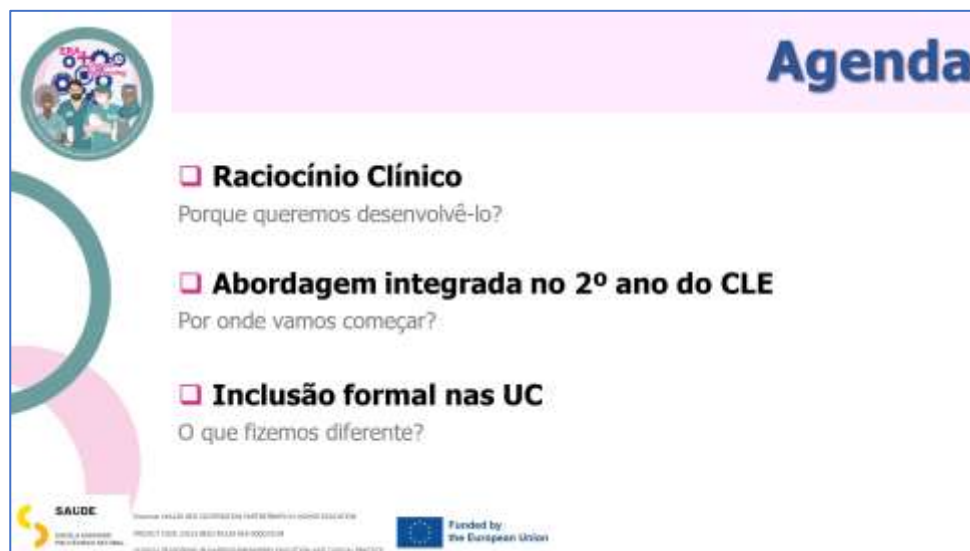 Agenda
Raciocínio Clínico
Porque queremos desenvolvê-lo?
Abordagem integrada no 2º ano do CLE
Por onde vamos começar?
Inclusão formal nas UC
O que fizemos diferente?
SAÚDE
Funded by
the European Union